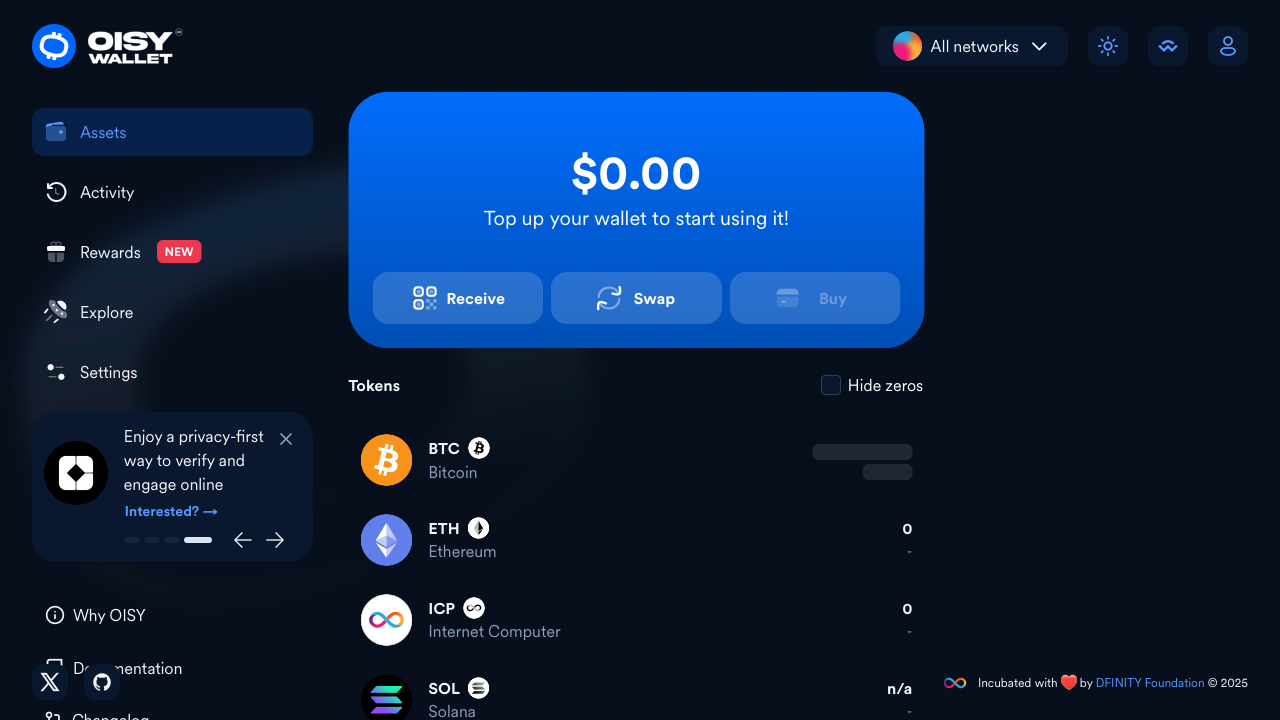 OISY
WALLET
All networks
Assets
Activity
Rewards NEW
Explore
Settings
Enjoy a privacy-first
way to verify and
engage online
Interested? →
Why OISY
Documentation
Changelog
$0.00
Top up your wallet to start using it!
Receive
Swap
Buy
Tokens
Hide zeros
BTC
Bitcoin
ETH
0
Ethereum
-
ICP
0
Internet Computer
-
SOL
n/a
Solana
-
Incubated with ❤️ by DFINITY Foundation © 2025